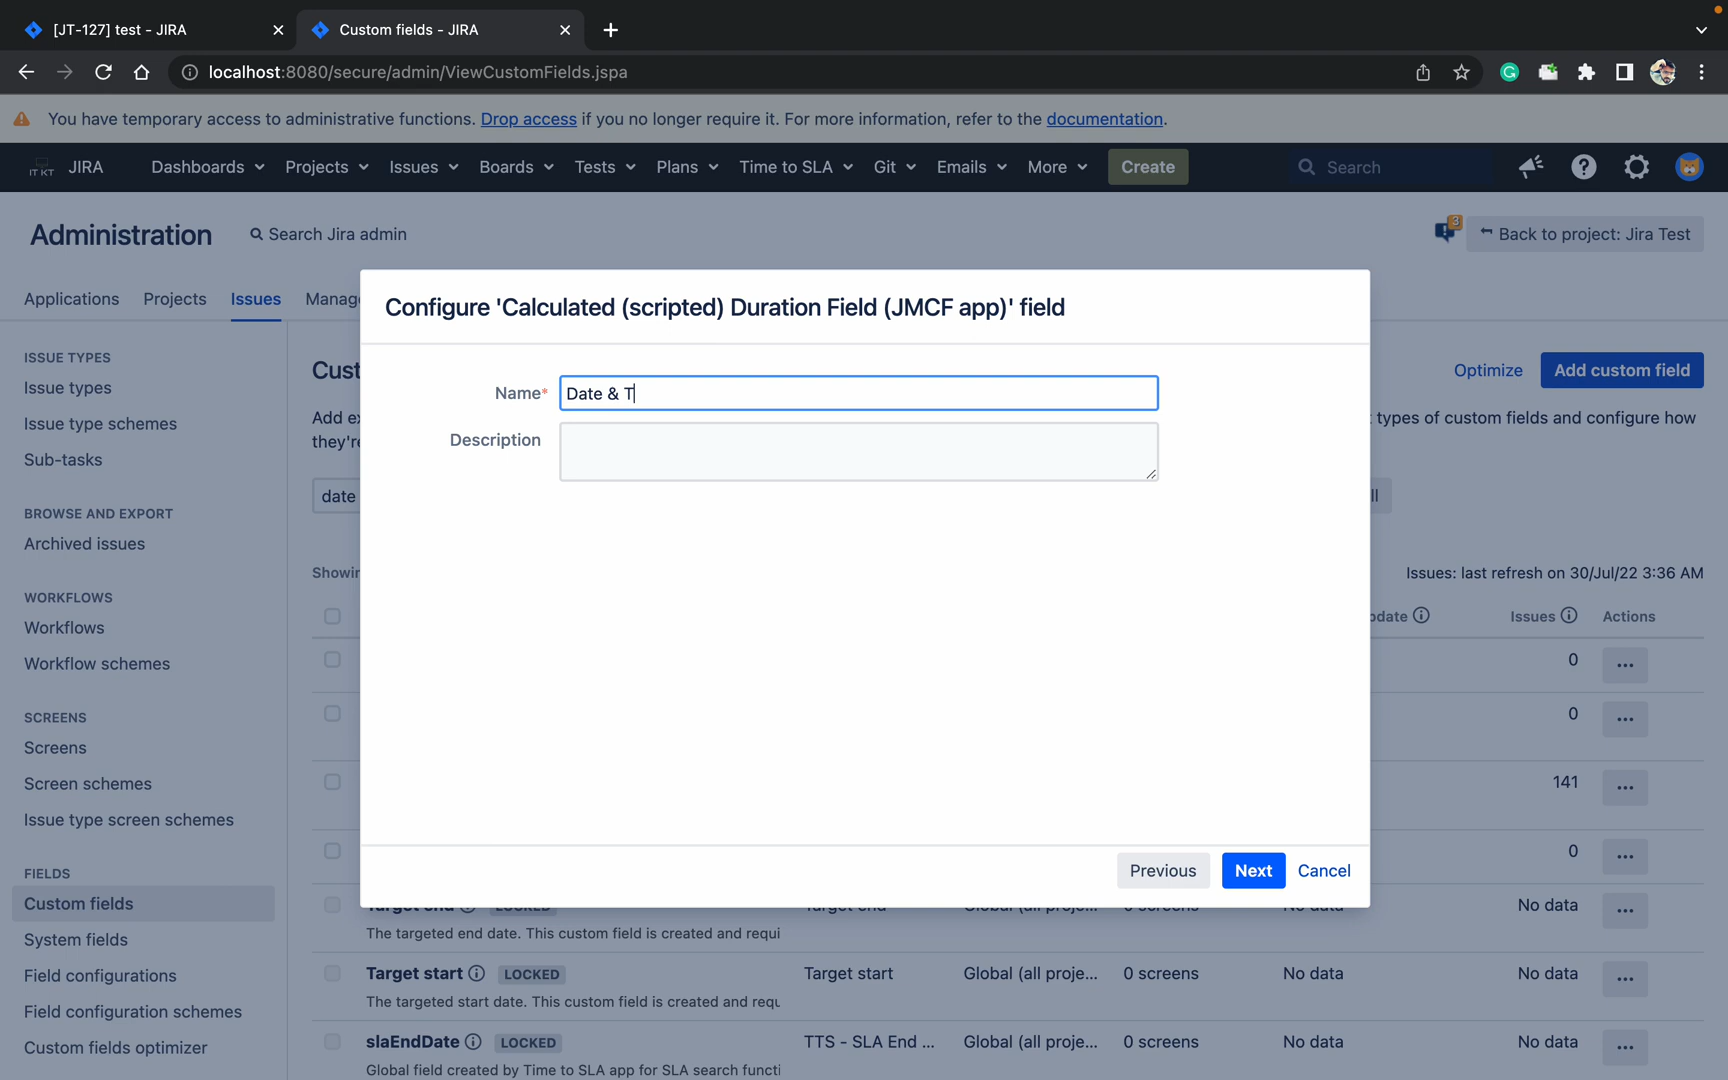 [JT-127] test - JIRA
Custom fields - JIRA
localhost:8080/secure/admin/ViewCustomFields.jspa
You have temporary access to administrative functions. Drop access if you no longer require it. For more information, refer to the documentation.
IT KT JIRA Dashboards Projects Issues Boards Tests Plans Time to SLA Git Emails More Create Search
Administration Search Jira admin 3 Back to project: Jira Test
Applications Projects Issues Manag
Configure 'Calculated (scripted) Duration Field (JMCF app)' field
Name* Date & T
Description
Previous Next Cancel
ISSUE TYPES
Issue types
Issue type schemes
Sub-tasks
BROWSE AND EXPORT
Archived issues
WORKFLOWS
Workflows
Workflow schemes
SCREENS
Screens
Screen schemes
Issue type screen schemes
FIELDS
Custom fields
System fields
Field configurations
Field configuration schemes
Custom fields optimizer
Cust Optimize Add custom field
Add ex types of custom fields and configure how
they're
date ll
Showin Issues: last refresh on 30/Jul/22 3:36 AM
pdate Issues Actions
0
0
141
0
Target end LOCKED Target end Global (all proje... 0 screens No data No data
The targeted end date. This custom field is created and requi
Target start LOCKED Target start Global (all proje... 0 screens No data No data
The targeted start date. This custom field is created and requ
slaEndDate LOCKED TTS - SLA End ... Global (all proje... 0 screens No data No data
Global field created by Time to SLA app for SLA search functi